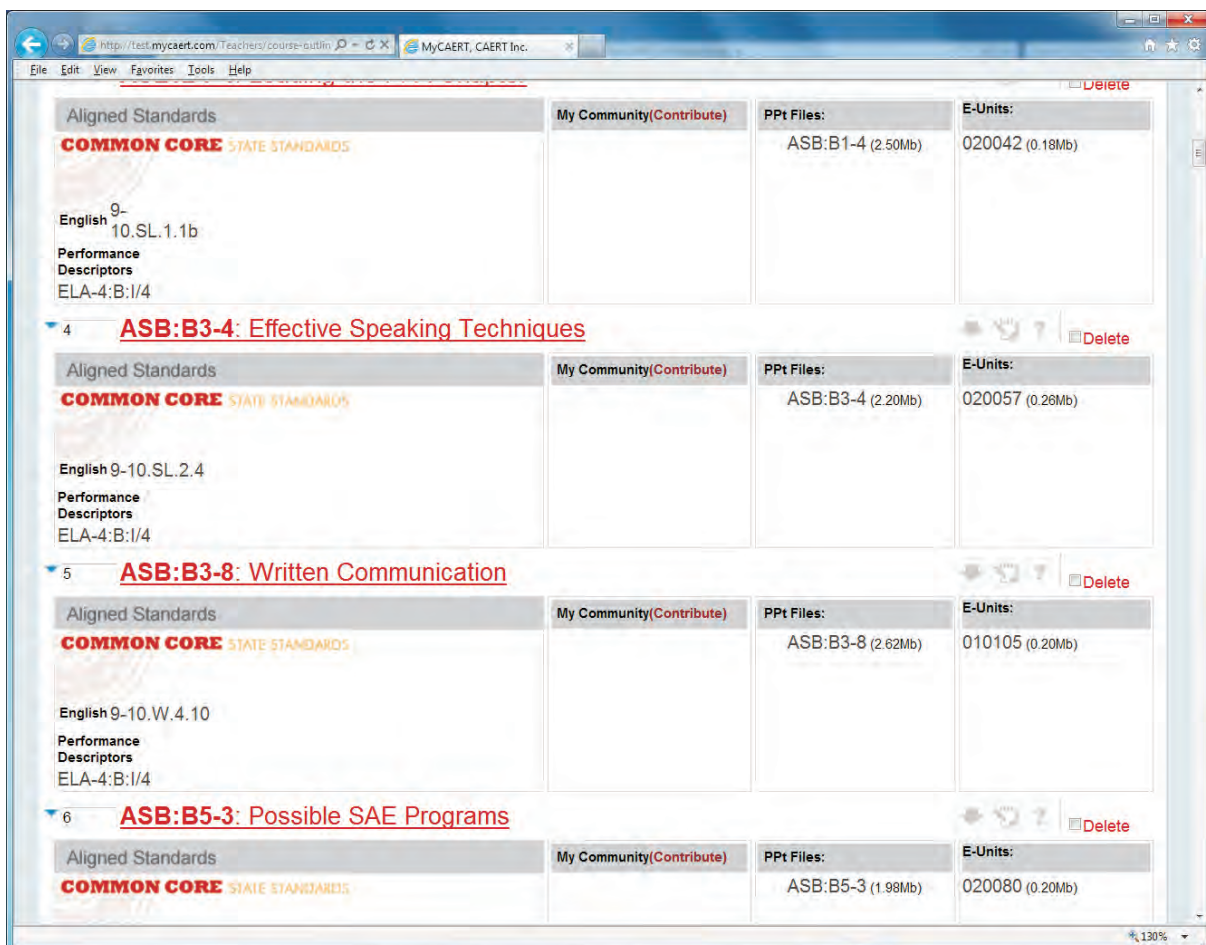 http://test.mycaert.com/Teachers/course-outlin
MyCAERT, CAERT Inc.
File Edit View Favorites Tools Help
Delete
Aligned Standards My Community(Contribute) PPt Files: E-Units:
COMMON CORE STATE STANDARDS ASB:B1-4 (2.50Mb) 020042 (0.18Mb)
English 9-
10.SL.1.1b
Performance
Descriptors
ELA-4:B:I/4
4 ASB:B3-4: Effective Speaking Techniques ? Delete
Aligned Standards My Community(Contribute) PPt Files: E-Units:
COMMON CORE STATE STANDARDS ASB:B3-4 (2.20Mb) 020057 (0.26Mb)
English 9-10.SL.2.4
Performance
Descriptors
ELA-4:B:I/4
5 ASB:B3-8: Written Communication ? Delete
Aligned Standards My Community(Contribute) PPt Files: E-Units:
COMMON CORE STATE STANDARDS ASB:B3-8 (2.62Mb) 010105 (0.20Mb)
English 9-10.W.4.10
Performance
Descriptors
ELA-4:B:I/4
6 ASB:B5-3: Possible SAE Programs ? Delete
Aligned Standards My Community(Contribute) PPt Files: E-Units:
COMMON CORE STATE STANDARDS ASB:B5-3 (1.98Mb) 020080 (0.20Mb)
130%